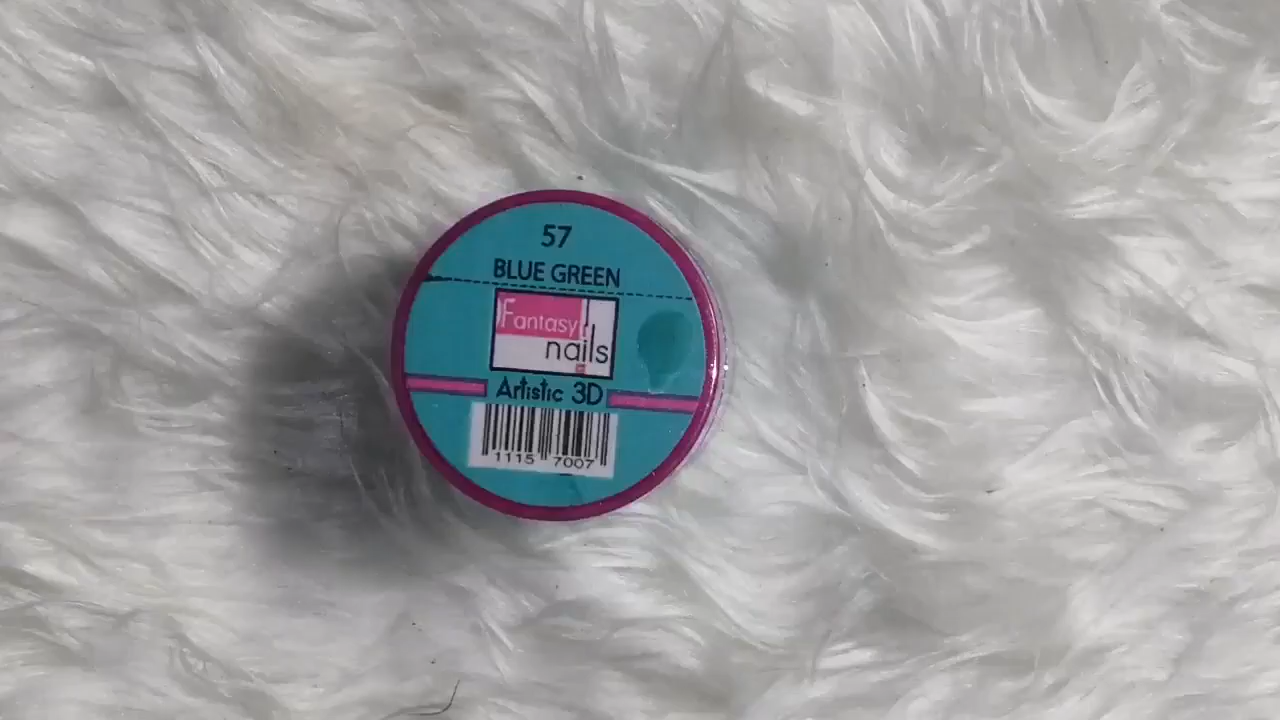 57
BLUE GREEN
Fantasy
nails
Artistic 3D
1115 7007